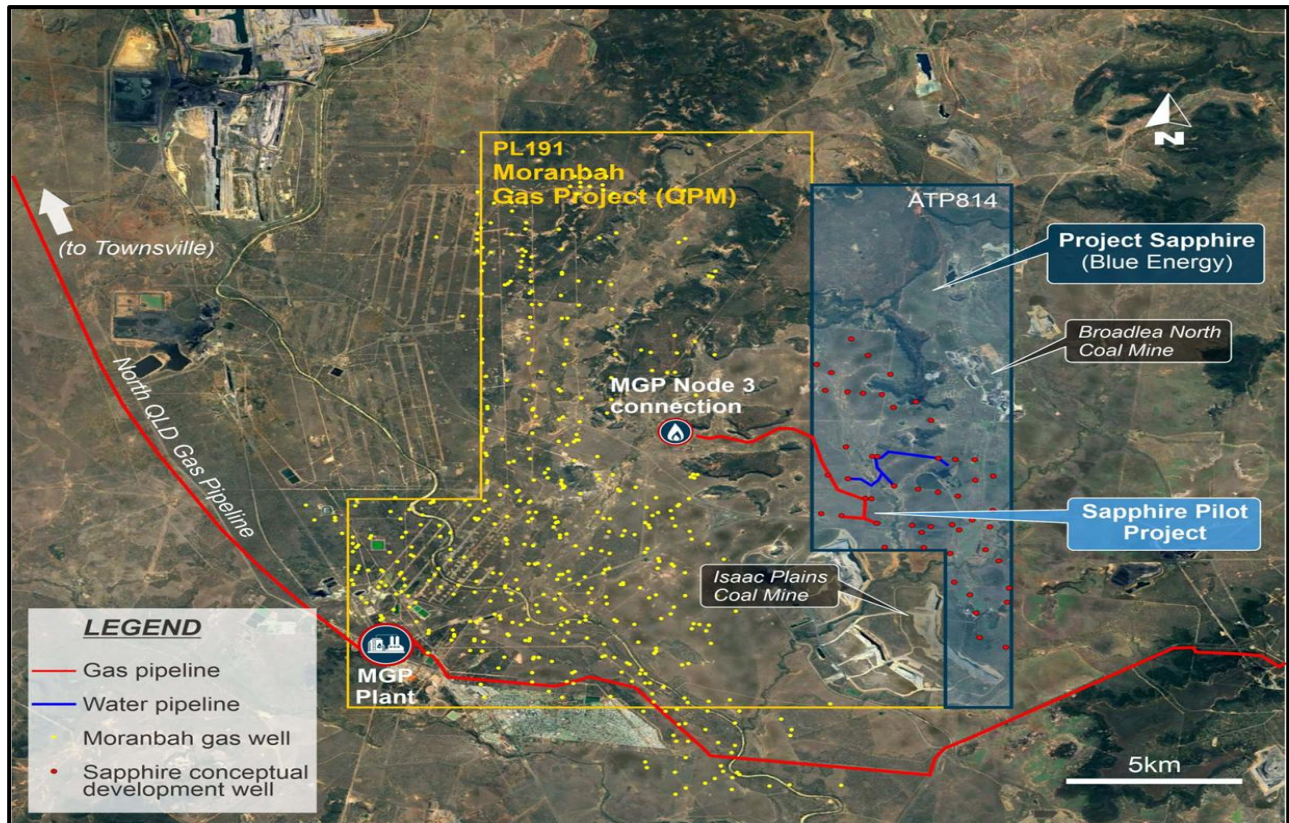 PL191
Moranbah
Gas Project (QPM)
ATP814
N
(to Townsville)
Project Sapphire
(Blue Energy)
Broadlea North
Coal Mine
MGP Node 3
connection
North QLD Gas Pipeline
Sapphire Pilot
Project
Isaac Plains
Coal Mine
MGP
Plant
LEGEND
Gas pipeline
Water pipeline
Moranbah gas well
Sapphire conceptual
development well
5km